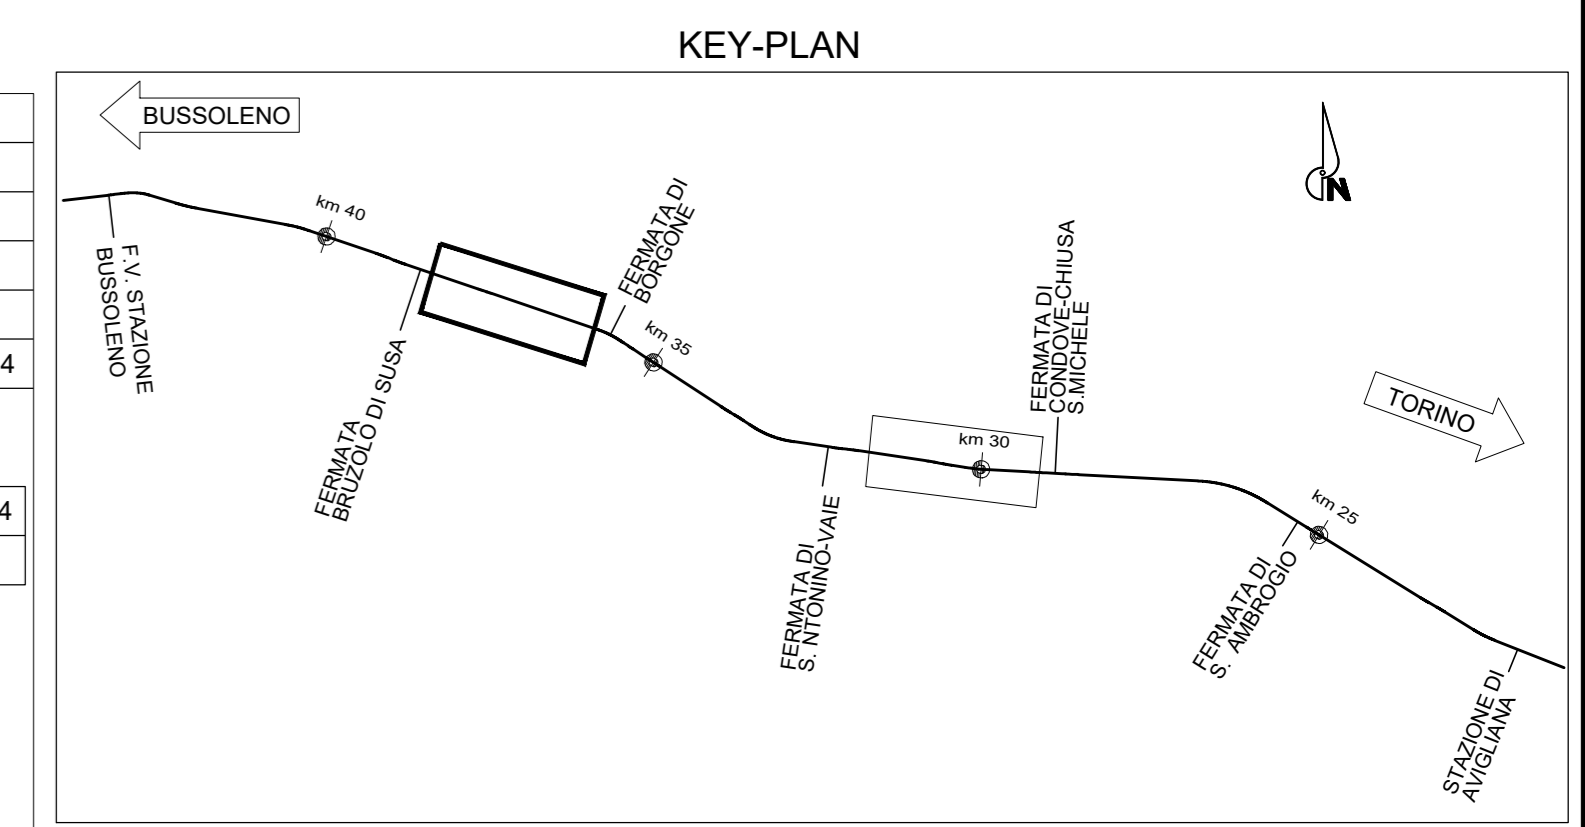 KEY-PLAN
BUSSOLENO
N
km 40
FERMATA DI
BORGONE
F.V. STAZIONE
BUSSOLENO
km 35
FERMATA DI
CONDOVE-CHIUSA
S.MICHELE
4
FERMATA
BRUZOLO DI SUSA
TORINO
km 30
4
FERMATA DI
S. NTONINO-VAIE
km 25
FERMATA DI
S. AMBROGIO
STAZIONE DI
AVIGLIANA